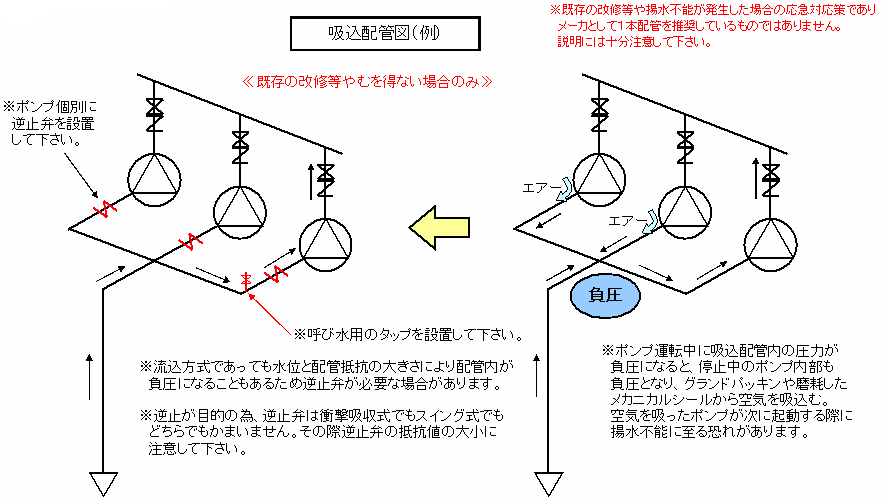 吸込配管図(例)
※既存の改修等や揚水不能が発生した場合の応急対応策であり
メーカとして1本配管を推奨しているものではありません。
説明には十分注意して下さい。
≪既存の改修等やむを得ない場合のみ≫
※ポンプ個別に
逆止弁を設置
して下さい。
エアー
エアー
負圧
※呼び水用のタップを設置して下さい。
※流込方式であっても水位と配管抵抗の大きさにより配管内が
負圧になることもあるため逆止弁が必要な場合があります。
※逆止が目的の為、逆止弁は衝撃吸収式でもスイング式でも
どちらでもかまいません。その際逆止弁の抵抗値の大小に
注意して下さい。
※ポンプ運転中に吸込配管内の圧力が
負圧になると、停止中のポンプ内部も
負圧となり、グランドパッキンや磨耗した
メカニカルシールから空気を吸込む。
空気を吸ったポンプが次に起動する際に
揚水不能に至る恐れがあります。